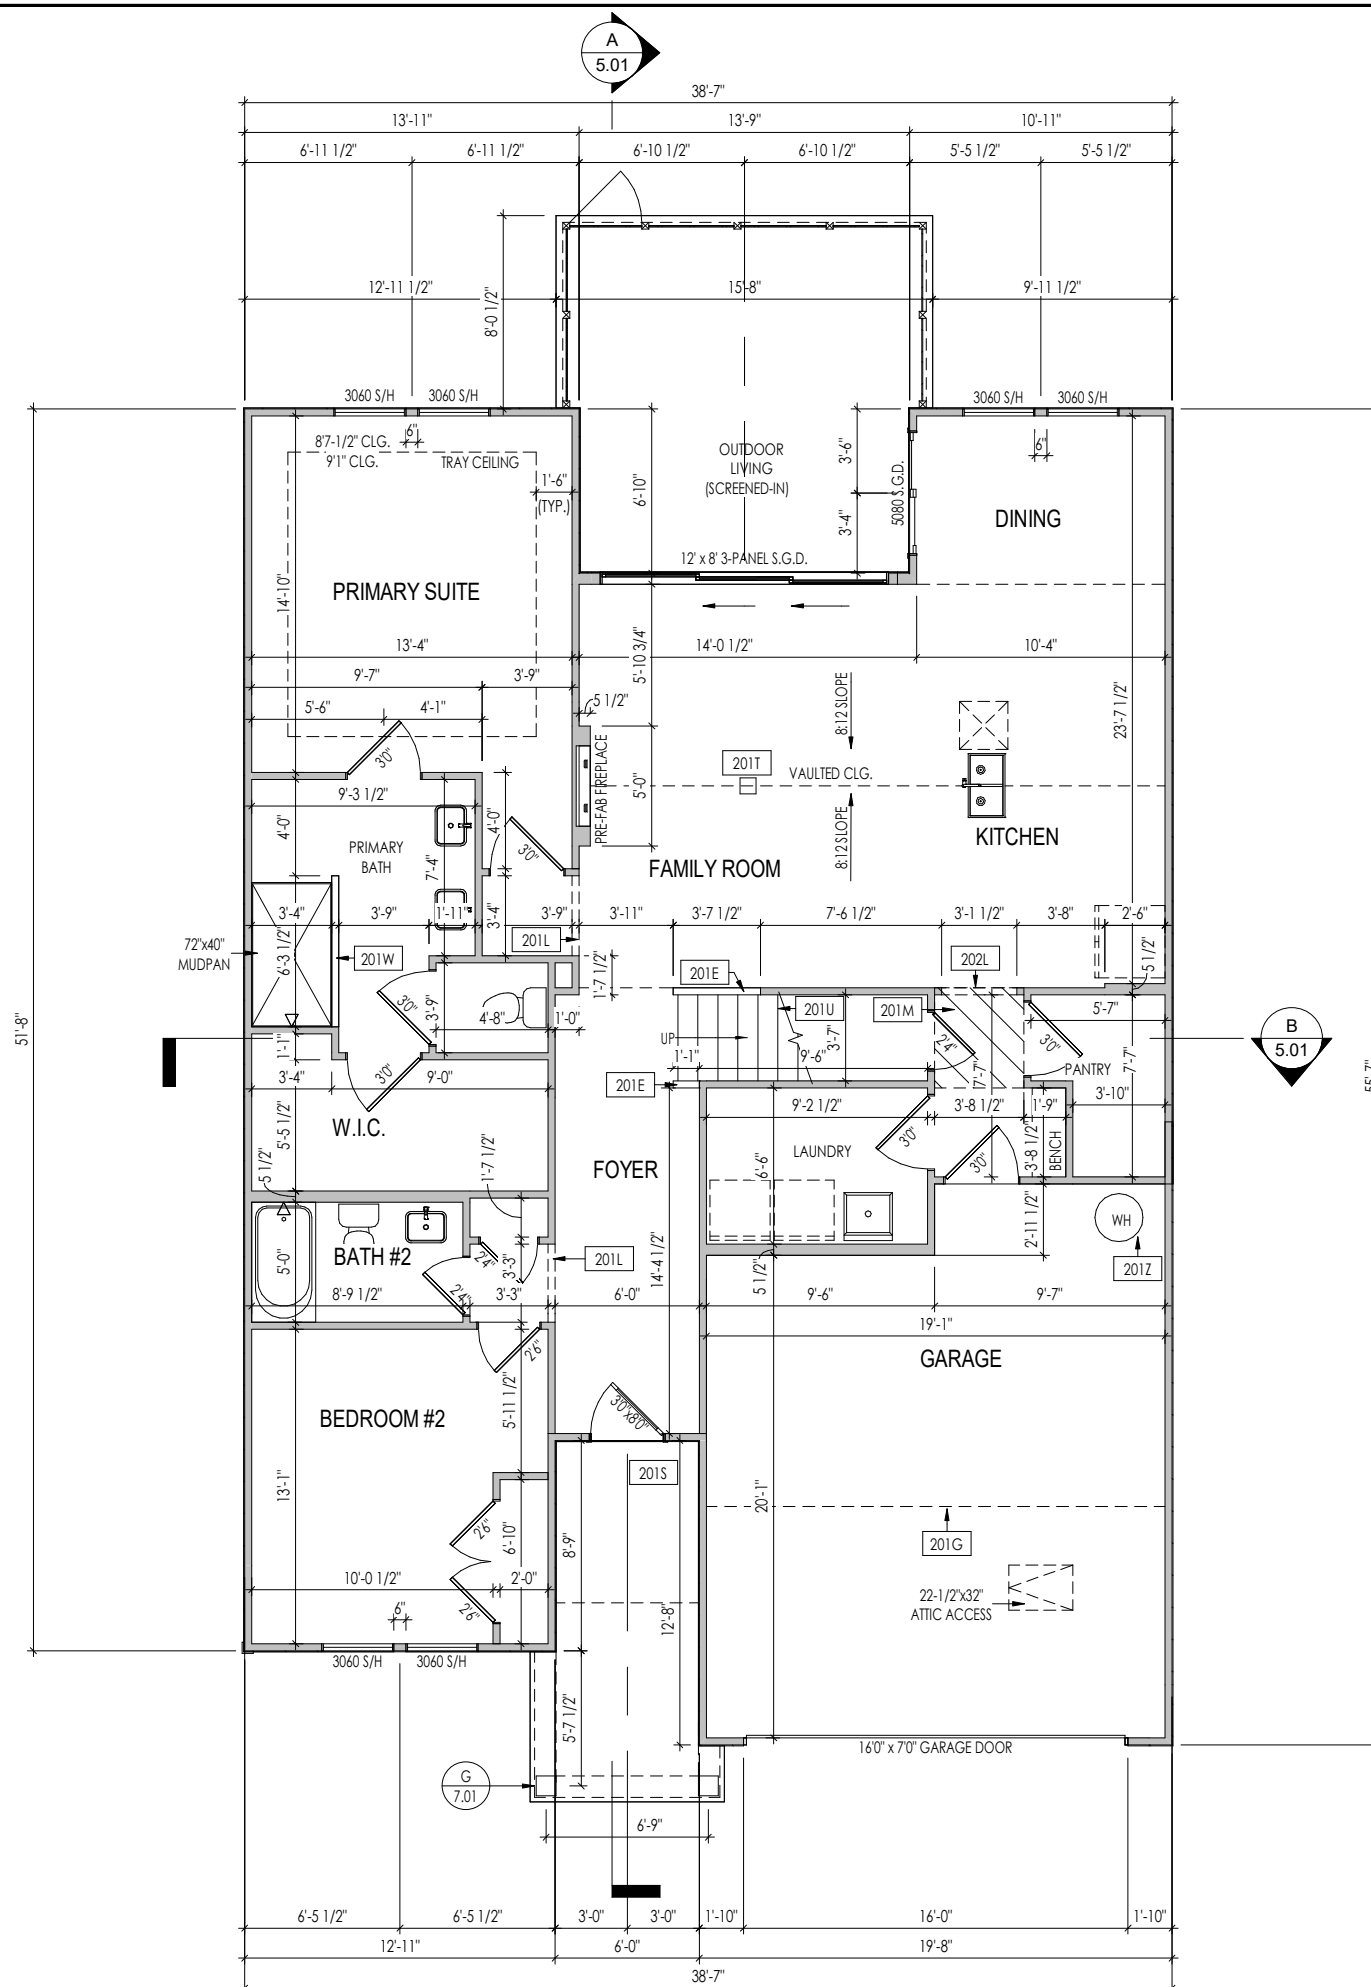 A
5.01
38'-7"
13'-11"
13'-9"
10'-11"
6'-11 1/2"
6'-11 1/2"
6'-10 1/2"
6'-10 1/2"
5'-5 1/2"
5'-5 1/2"
12'-11 1/2"
15'-8"
9'-11 1/2"
8'-0 1/2"
3060 S/H
3060 S/H
3060 S/H
3060 S/H
8'7-1/2" CLG.
9'1" CLG.
6"
TRAY CEILING
1'-6"
(TYP.)
6'-10"
OUTDOOR
LIVING
(SCREENED-IN)
3'-6"
3'-4"
5080 S.G.D.
6"
DINING
12' x 8' 3-PANEL S.G.D.
14'-10"
PRIMARY SUITE
13'-4"
14'-0 1/2"
10'-4"
5'-10 3/4"
9'-7"
3'-9"
5'-6"
4'-1"
5 1/2"
8:12 SLOPE
23'-7 1/2"
3'0"
201T
VAULTED CLG.
PRE-FAB FIREPLACE
5'-0"
9'-3 1/2"
4'-0"
4'-0"
8:12 SLOPE
KITCHEN
PRIMARY
BATH
7'-4"
3'0"
FAMILY ROOM
3'-4"
3'-9"
1'-11"
3'-4"
3'-9"
3'-11"
3'-7 1/2"
7'-6 1/2"
3'-1 1/2"
3'-8"
2'-6"
72"x40"
MUDPAN
6'-3 1/2"
201W
201L
1'-7 1/2"
201E
202L
5 1/2"
3'0"
3'-9"
4'-8"
1'-0"
201U
201M
5'-7"
51'-8"
UP
3'-7"
2'4"
3'0"
B
5.01
1'-1"
1'-1"
9'-6"
7'-7"
PANTRY
7'-7"
55'-7"
3'-4"
3'0"
9'-0"
201E
3'-10"
5'-5 1/2"
W.I.C.
9'-2 1/2"
3'-8 1/2"
1'-9"
5 1/2"
1'-7 1/2"
FOYER
LAUNDRY
3'0"
3'0"
3'-8 1/2"
BENCH
6'-6"
WH
2'-11 1/2"
BATH #2
5'-0"
2'4"
3'-3"
201L
14'-4 1/2"
5 1/2"
201Z
8'-9 1/2"
2'4"
3'-3"
6'-0"
9'-6"
9'-7"
19'-1"
2'6"
GARAGE
BEDROOM #2
5'-11 1/2"
3'0"x8'0"
201S
13'-1"
20'-1"
2'6"
6'-10"
8'-9"
201G
10'-0 1/2"
2'-0"
22-1/2"x32"
ATTIC ACCESS
6"
2'6"
12'-8"
3060 S/H
3060 S/H
5'-7 1/2"
16'0" x 7'0" GARAGE DOOR
G
7.01
6'-9"
6'-5 1/2"
6'-5 1/2"
3'-0"
3'-0"
1'-10"
16'-0"
1'-10"
12'-11"
6'-0"
19'-8"
38'-7"